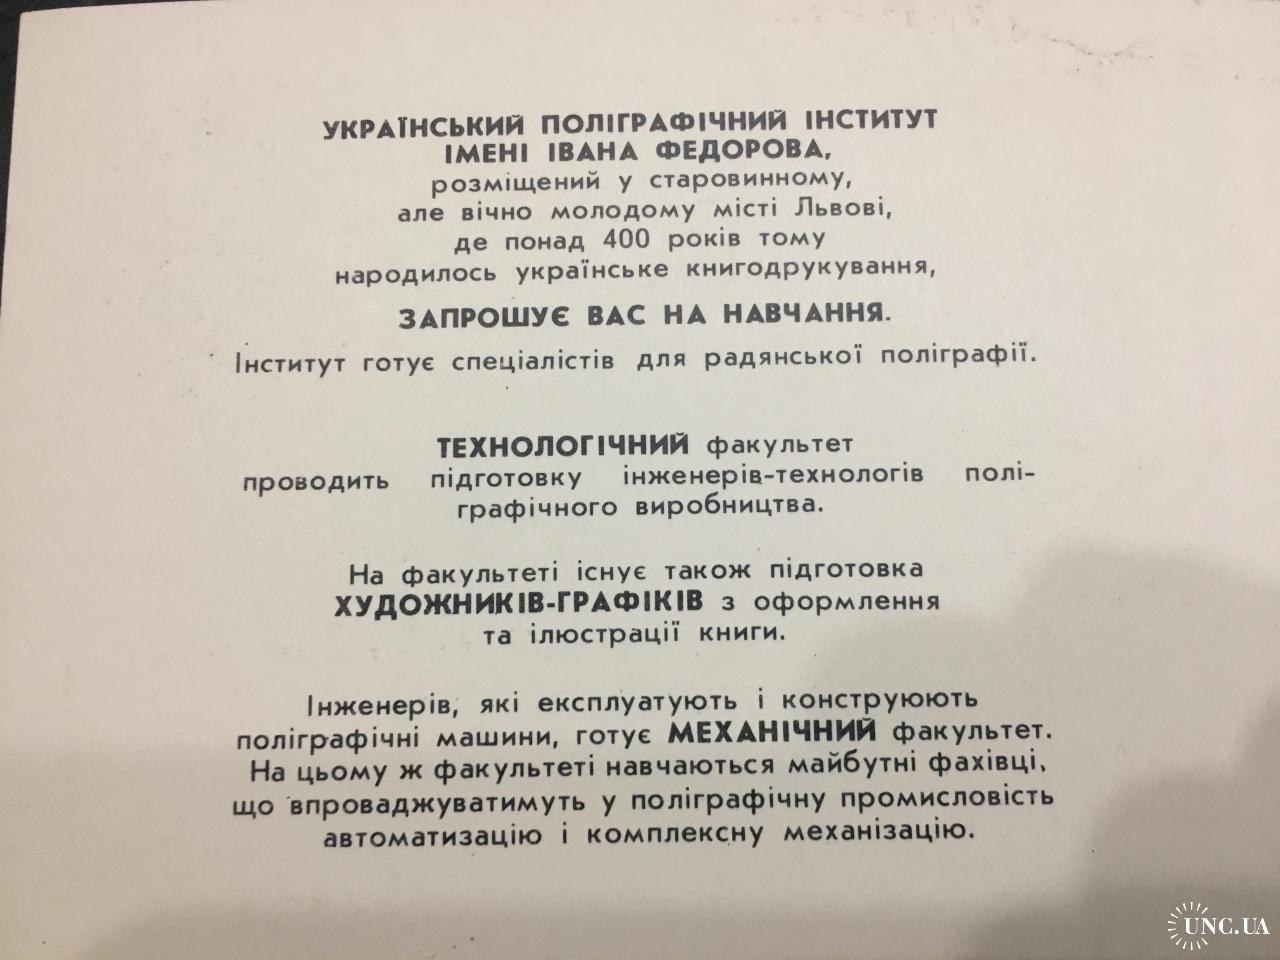 УКРАЇНСЬКИЙ ПОЛІГРАФІЧНИЙ ІНСТИТУТ
ІМЕНІ ІВАНА ФЕДОРОВА,
розміщений у старовинному,
але вічно молодому місті Львові,
де понад 400 років тому
народилось українське книгодрукування,
ЗАПРОШУЄ ВАС НА НАВЧАННЯ.
Інститут готує спеціалістів для радянської поліграфії.
ТЕХНОЛОГІЧНИЙ факультет
проводить підготовку інженерів-технологів полі-
графічного виробництва.
На факультеті існує також підготовка
ХУДОЖНИКІВ-ГРАФІКІВ з оформлення
та ілюстрації книги.
Інженерів, які експлуатують і конструюють
поліграфічні машини, готує МЕХАНІЧНИЙ факультет.
На цьому ж факультеті навчаються майбутні фахівці,
що впроваджуватимуть у поліграфічну промисловість
автоматизацію і комплексну механізацію.
UNC.UA